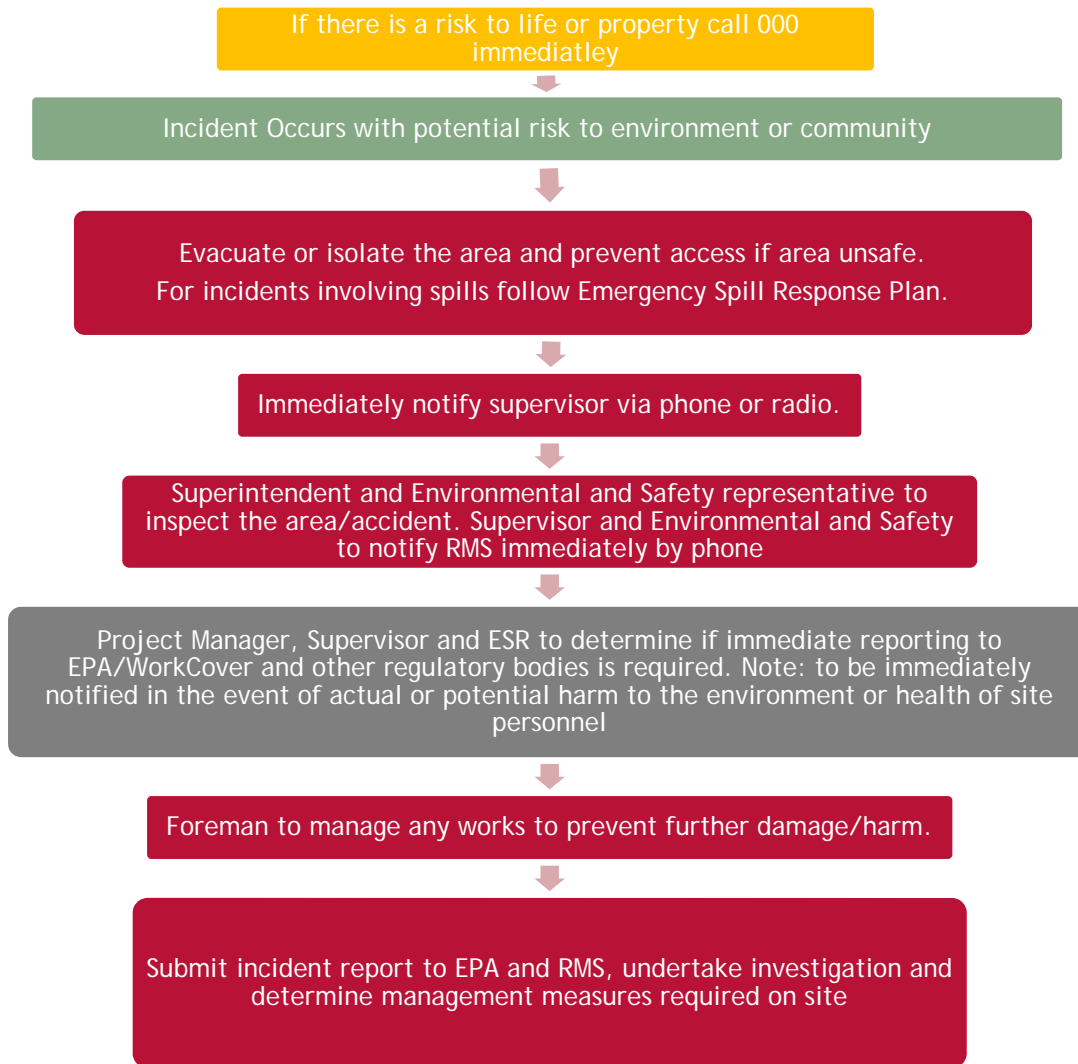 If there is a risk to life or property call 000
immediatley
Incident Occurs with potential risk to environment or community
Evacuate or isolate the area and prevent access if area unsafe.
For incidents involving spills follow Emergency Spill Response Plan.
Immediately notify supervisor via phone or radio.
Superintendent and Environmental and Safety representative to
inspect the area/accident. Supervisor and Environmental and Safety
to notify RMS immediately by phone
Project Manager, Supervisor and ESR to determine if immediate reporting to
EPA/WorkCover and other regulatory bodies is required. Note: to be immediately
notified in the event of actual or potential harm to the environment or health of site
personnel
Foreman to manage any works to prevent further damage/harm.
Submit incident report to EPA and RMS, undertake investigation and
determine management measures required on site